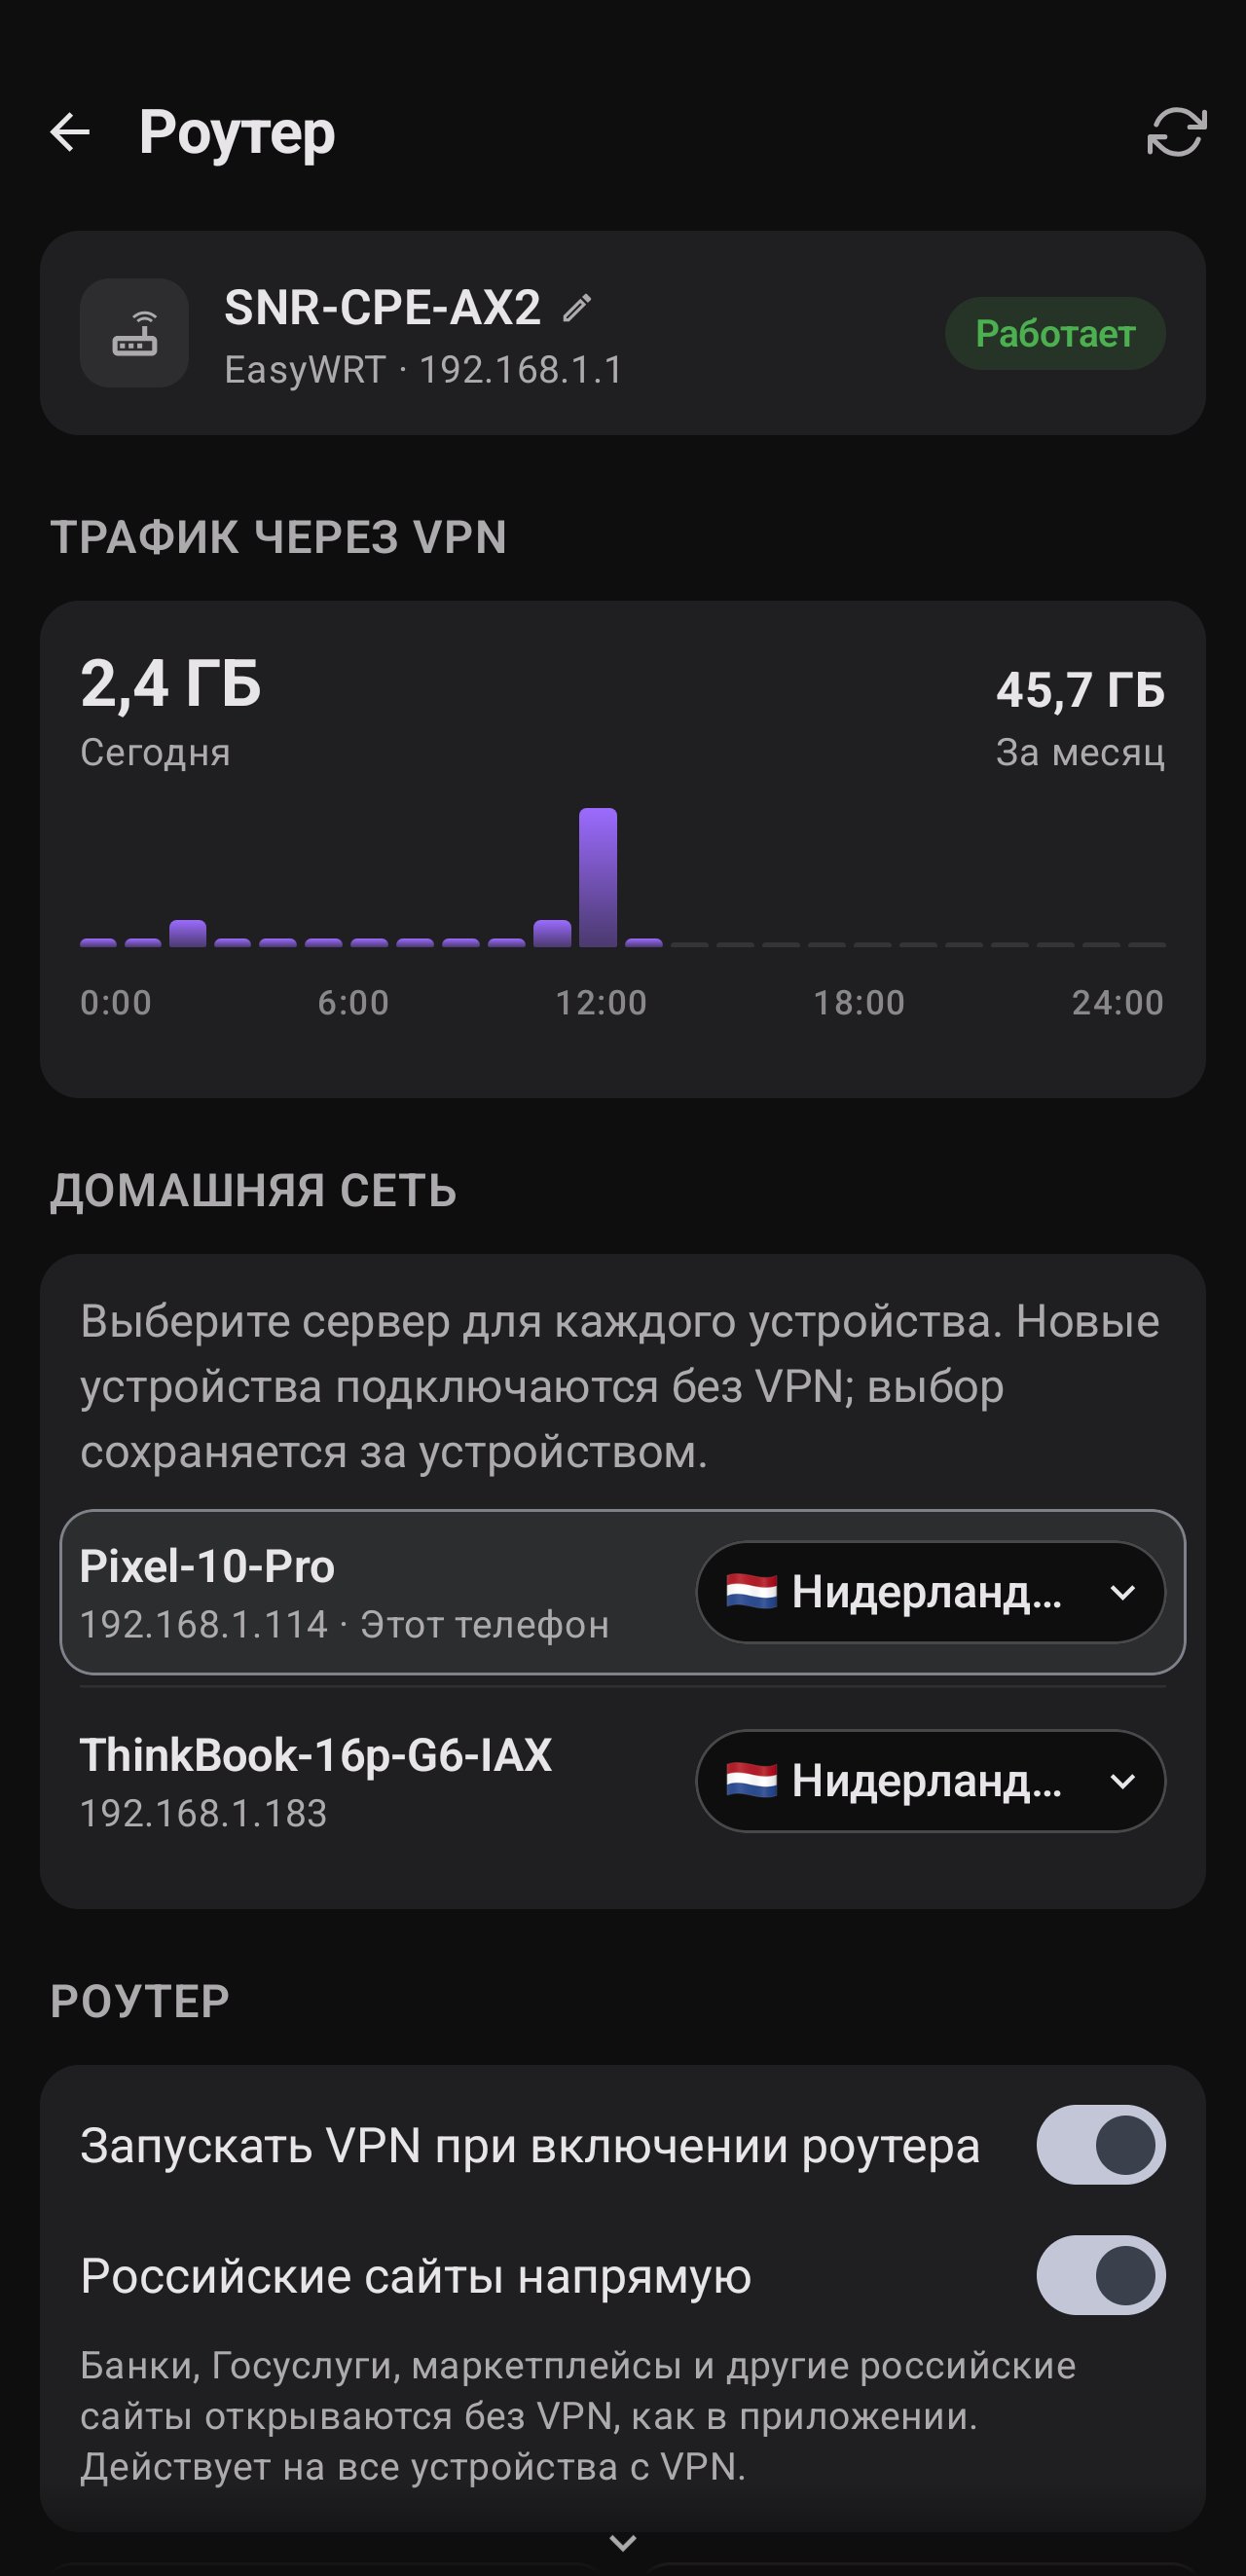 Роутер
SNR-CPE-AX2
EasyWRT · 192.168.1.1
Работает
ТРАФИК ЧЕРЕЗ VPN
2,4 ГБ
45,7 ГБ
Сегодня
За месяц
0:00 6:00 12:00 18:00 24:00
ДОМАШНЯЯ СЕТЬ
Выберите сервер для каждого устройства. Новые
устройства подключаются без VPN; выбор
сохраняется за устройством.
Pixel-10-Pro
192.168.1.114 · Этот телефон
Нидерланд...
ThinkBook-16p-G6-IAX
192.168.1.183
Нидерланд...
РОУТЕР
Запускать VPN при включении роутера
Российские сайты напрямую
Банки, Госуслуги, маркетплейсы и другие российские
сайты открываются без VPN, как в приложении.
Действует на все устройства с VPN.